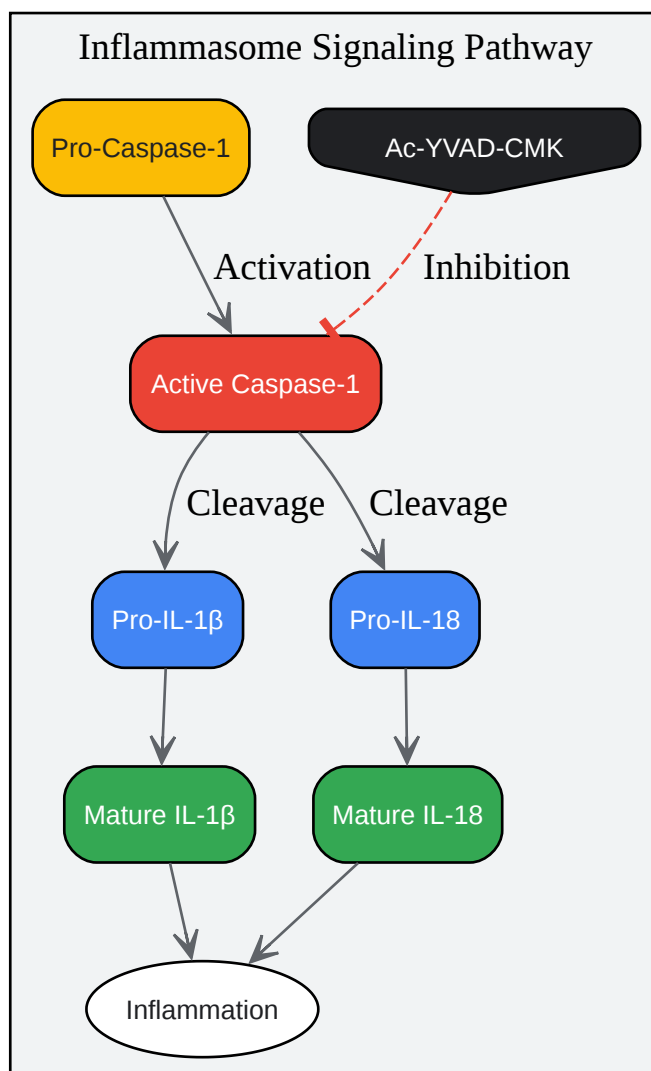 Inflammasome Signaling Pathway
Pro-Caspase-1
Ac-YVAD-CMK
Activation
Inhibition
Active Caspase-1
Cleavage
Cleavage
Pro-IL-1β
Pro-IL-18
Mature IL-1β
Mature IL-18
Inflammation